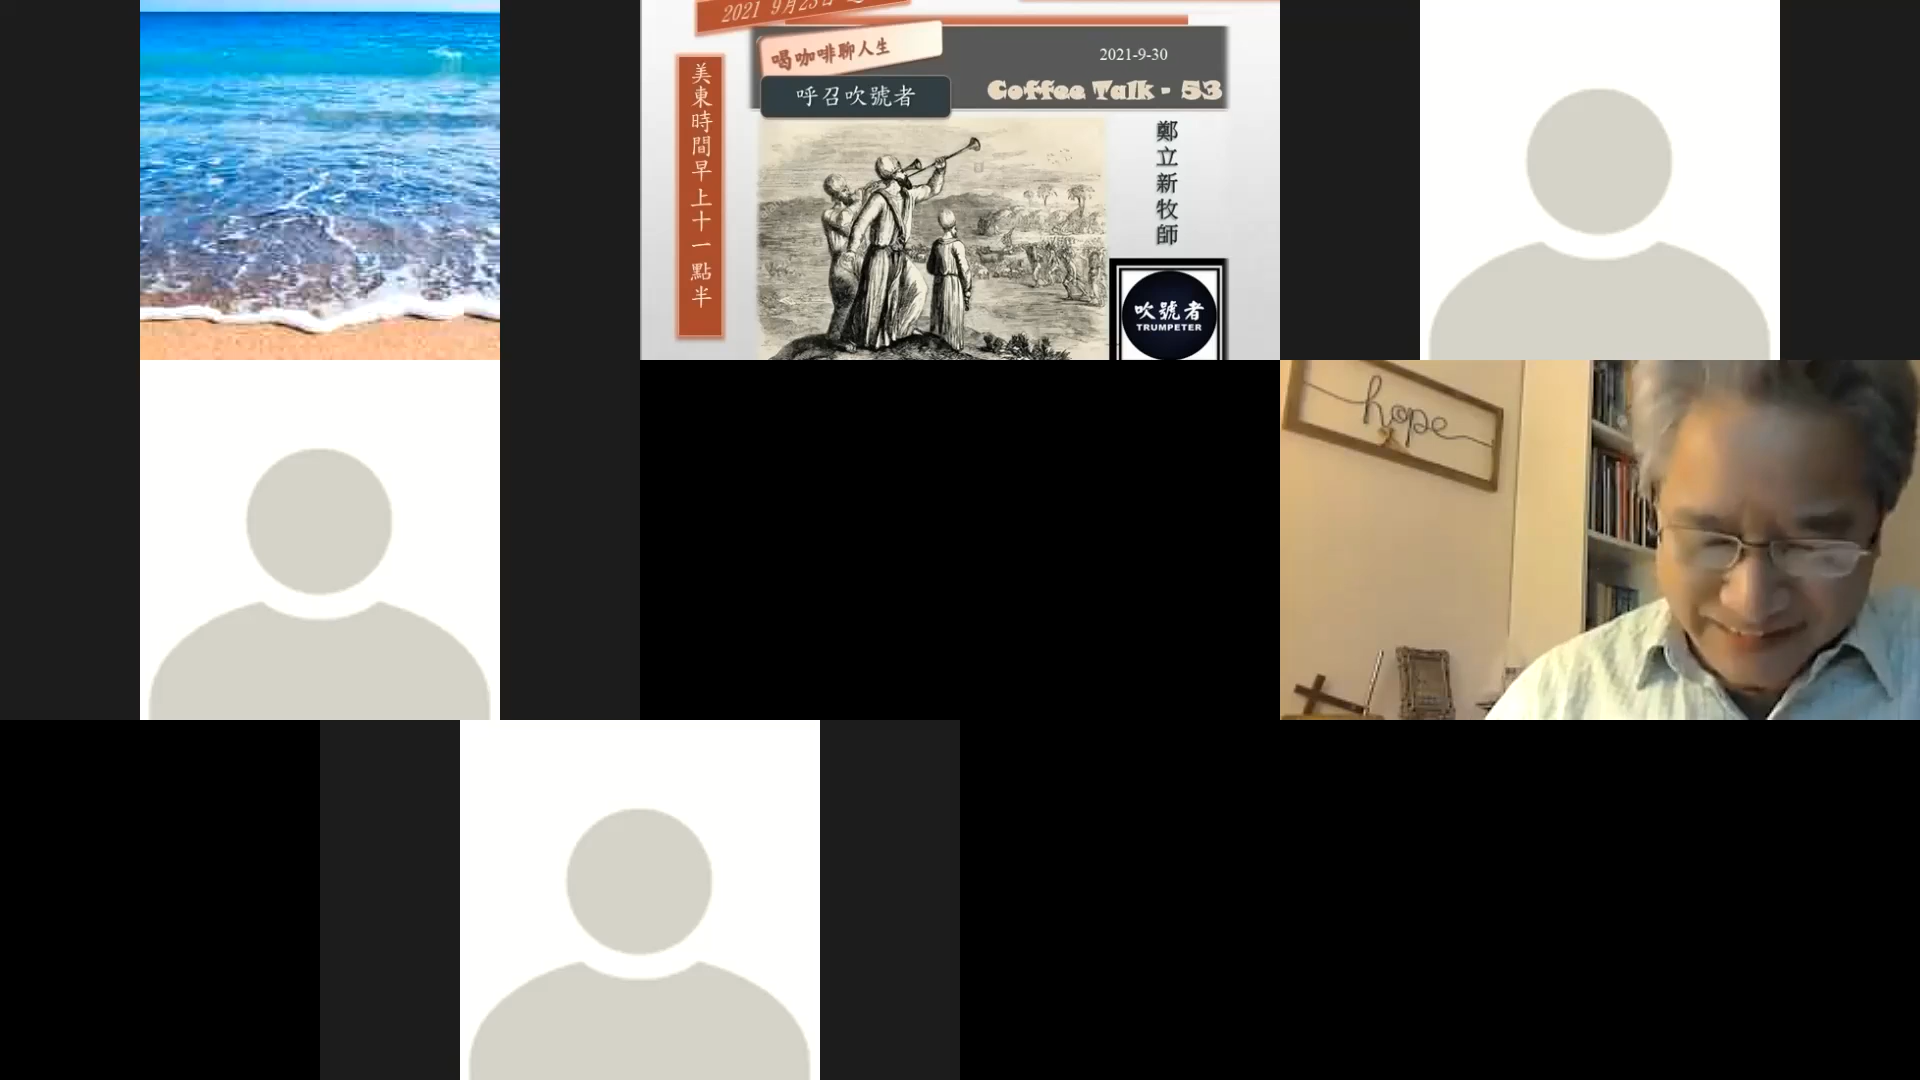 2021 9月23日
喝咖啡聊人生
2021-9-30
呼召吹號者
Coffee Talk - 53
美東時間早上十一點半
鄭立新牧師
吹號者
TRUMPETER
hope